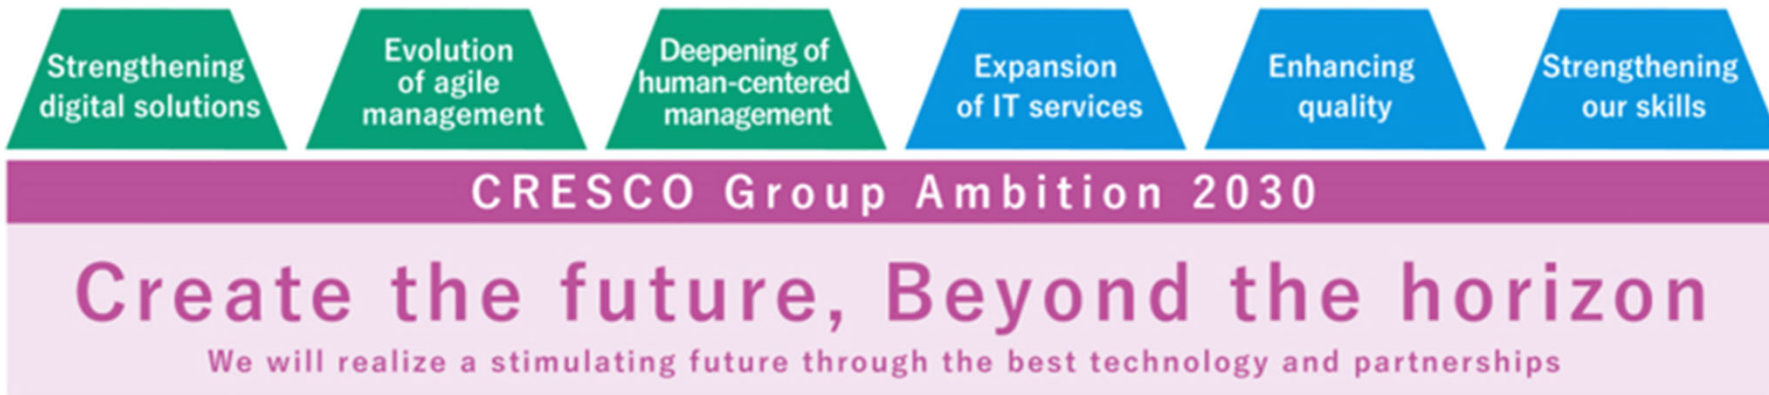 Strengthening
digital solutions
Evolution
of agile
management
Deepening of
human-centered
management
Expansion
of IT services
Enhancing
quality
Strengthening
our skills
CRESCO Group Ambition 2030
Create the future, Beyond the horizon
We will realize a stimulating future through the best technology and partnerships